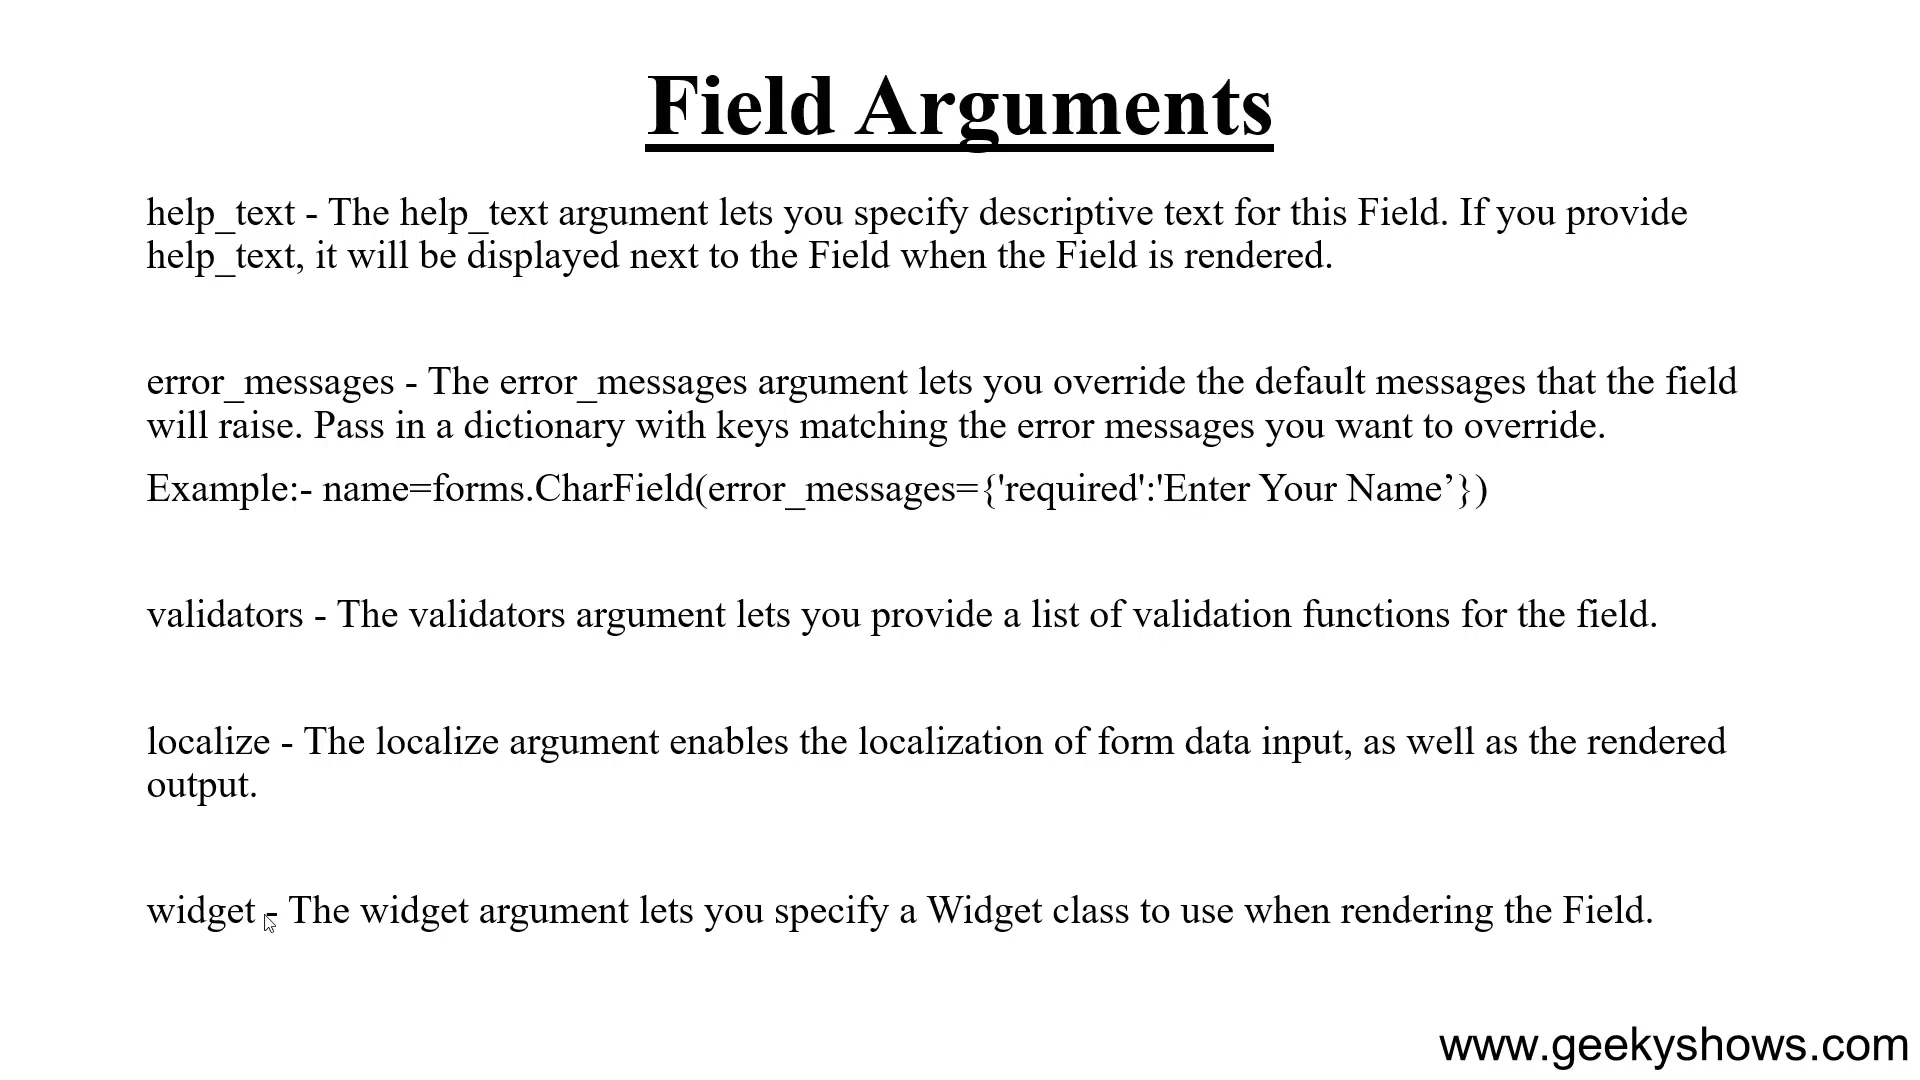 Field Arguments
help_text - The help_text argument lets you specify descriptive text for this Field. If you provide
help_text, it will be displayed next to the Field when the Field is rendered.
error_messages - The error_messages argument lets you override the default messages that the field
will raise. Pass in a dictionary with keys matching the error messages you want to override.
Example:- name=forms.CharField(error_messages={'required':'Enter Your Name’})
validators - The validators argument lets you provide a list of validation functions for the field.
localize - The localize argument enables the localization of form data input, as well as the rendered
output.
widget - The widget argument lets you specify a Widget class to use when rendering the Field.
www.geekyshows.com